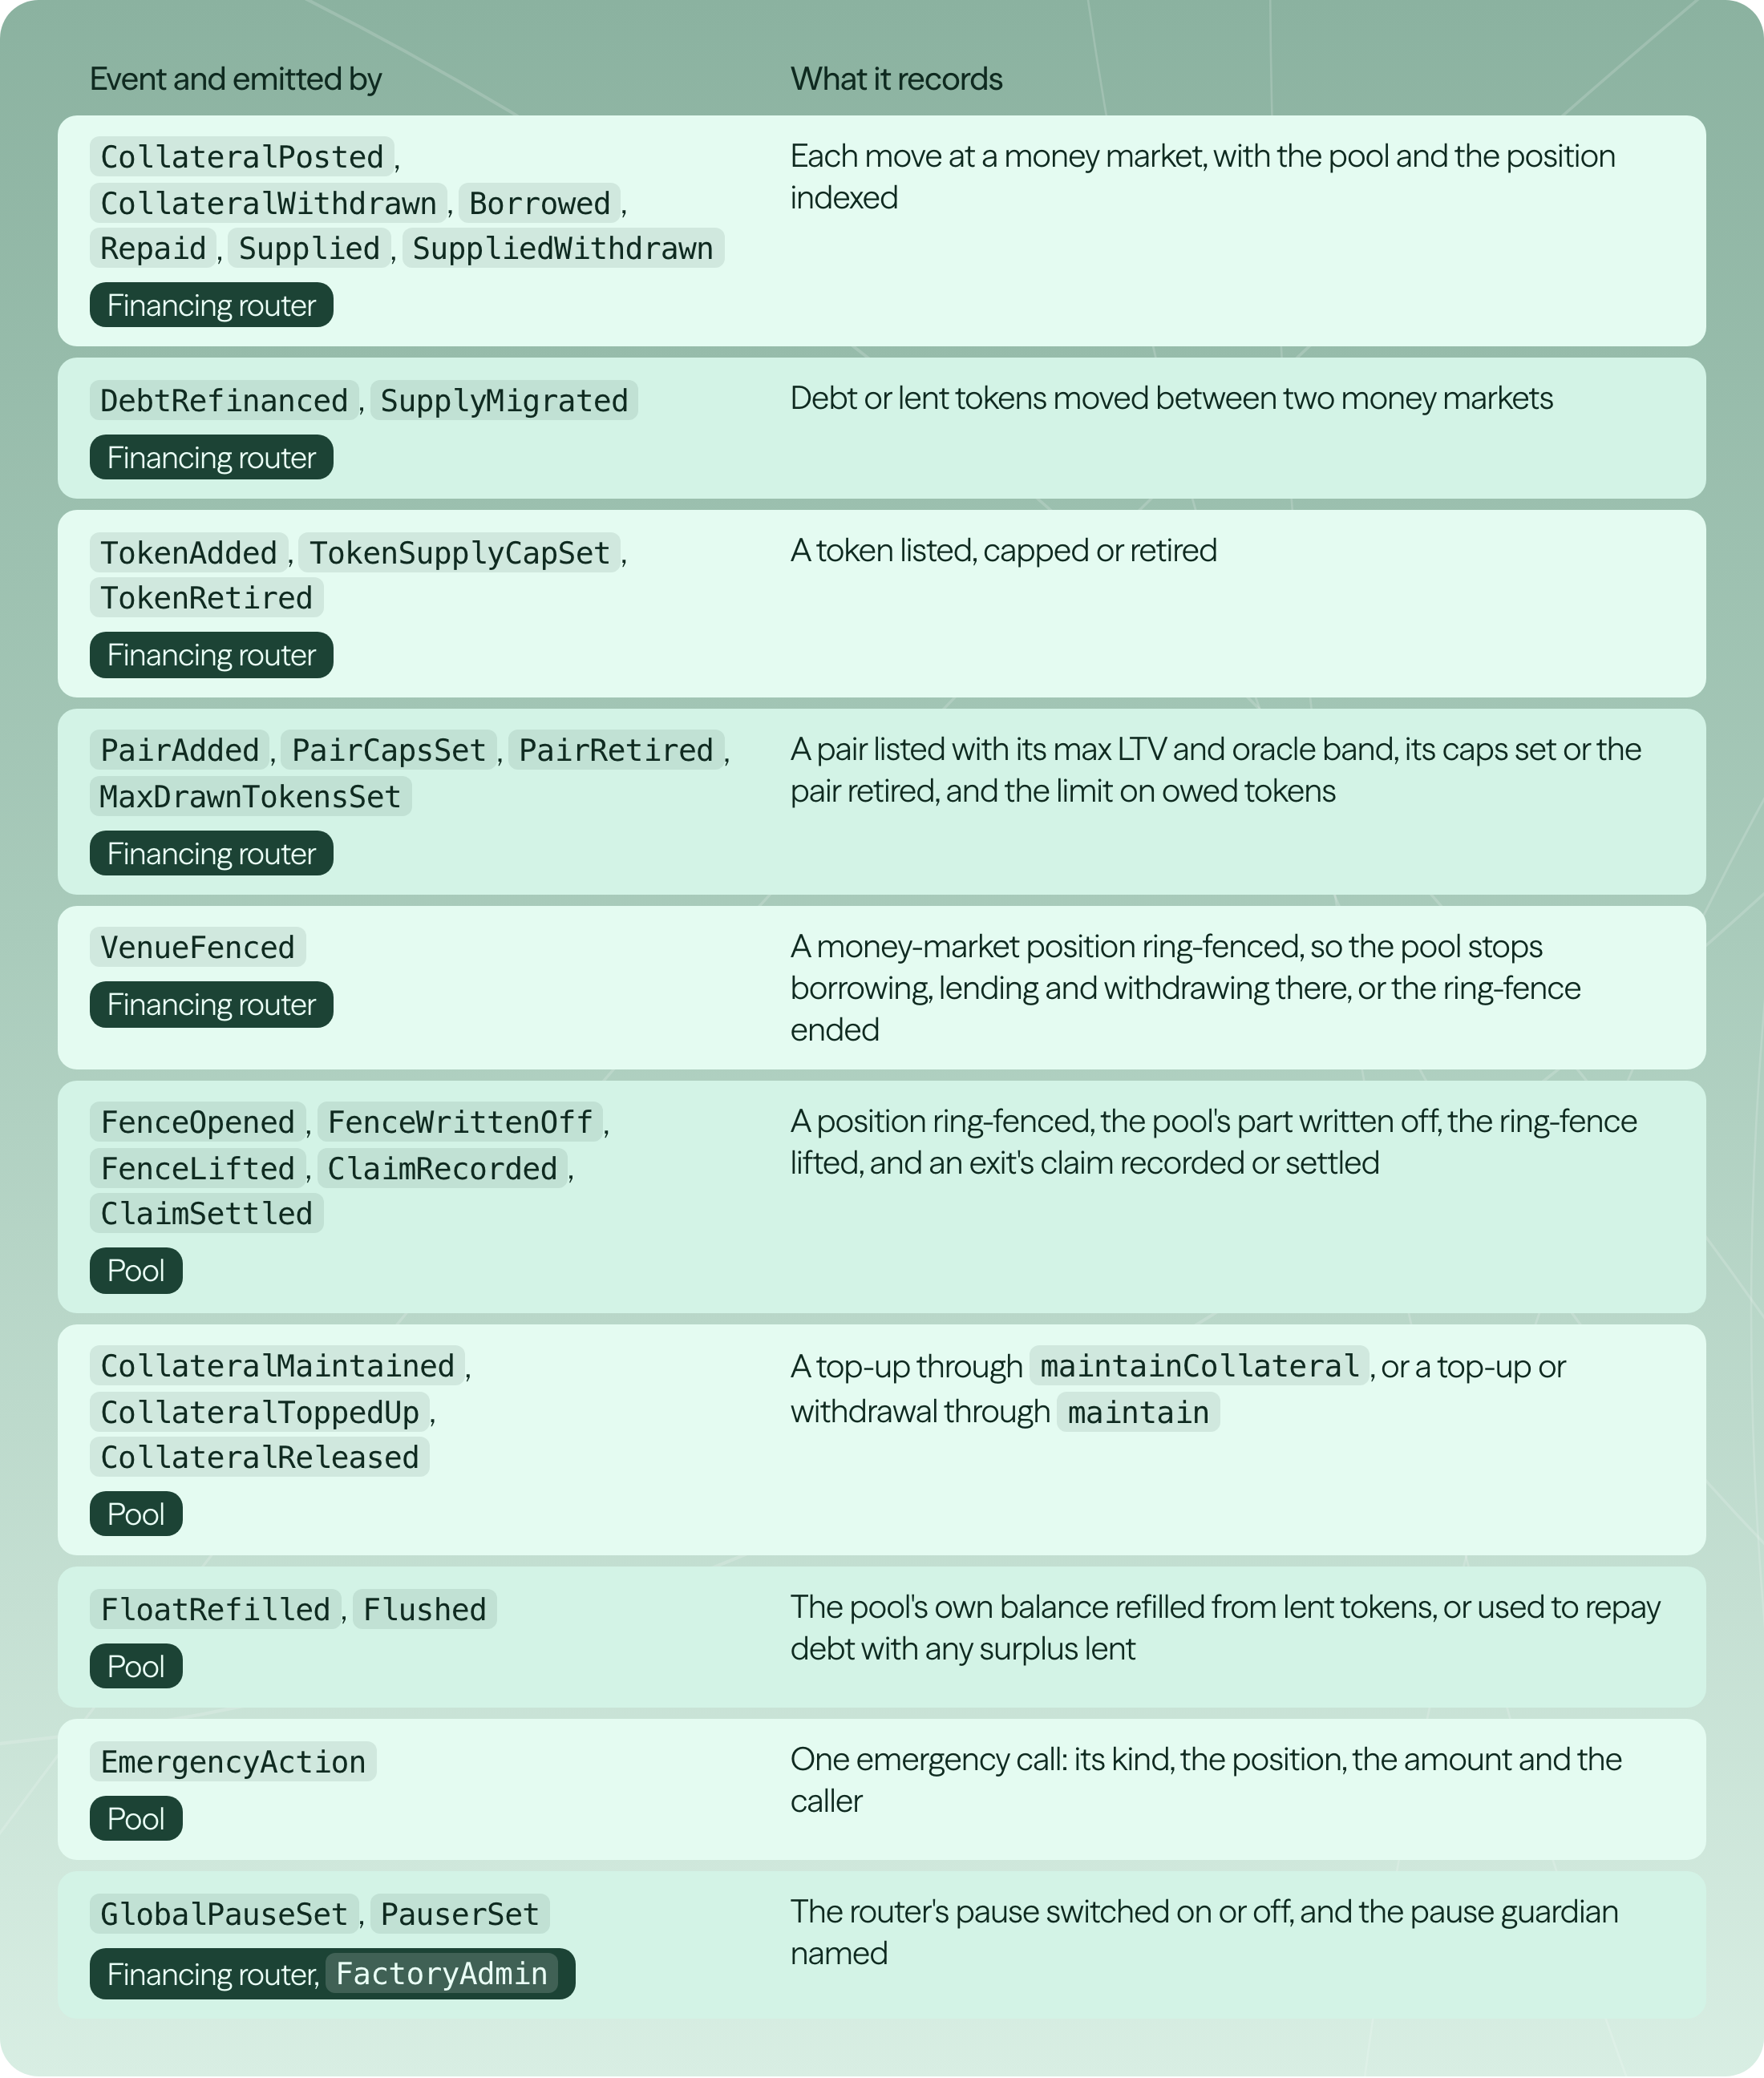 Event and emitted by
What it records
CollateralPosted,
CollateralWithdrawn, Borrowed,
Repaid, Supplied, SuppliedWithdrawn
Financing router
Each move at a money market, with the pool and the position
indexed
DebtRefinanced, SupplyMigrated
Financing router
Debt or lent tokens moved between two money markets
TokenAdded, TokenSupplyCapSet,
TokenRetired
Financing router
A token listed, capped or retired
PairAdded, PairCapsSet, PairRetired,
MaxDrawnTokensSet
Financing router
A pair listed with its max LTV and oracle band, its caps set or the
pair retired, and the limit on owed tokens
VenueFenced
Financing router
A money-market position ring-fenced, so the pool stops
borrowing, lending and withdrawing there, or the ring-fence
ended
FenceOpened, FenceWrittenOff,
FenceLifted, ClaimRecorded,
ClaimSettled
Pool
A position ring-fenced, the pool's part written off, the ring-fence
lifted, and an exit's claim recorded or settled
CollateralMaintained,
CollateralToppedUp,
CollateralReleased
Pool
A top-up through maintainCollateral, or a top-up or
withdrawal through maintain
FloatRefilled, Flushed
Pool
The pool's own balance refilled from lent tokens, or used to repay
debt with any surplus lent
EmergencyAction
Pool
One emergency call: its kind, the position, the amount and the
caller
GlobalPauseSet, PauserSet
Financing router, FactoryAdmin
The router's pause switched on or off, and the pause guardian
named